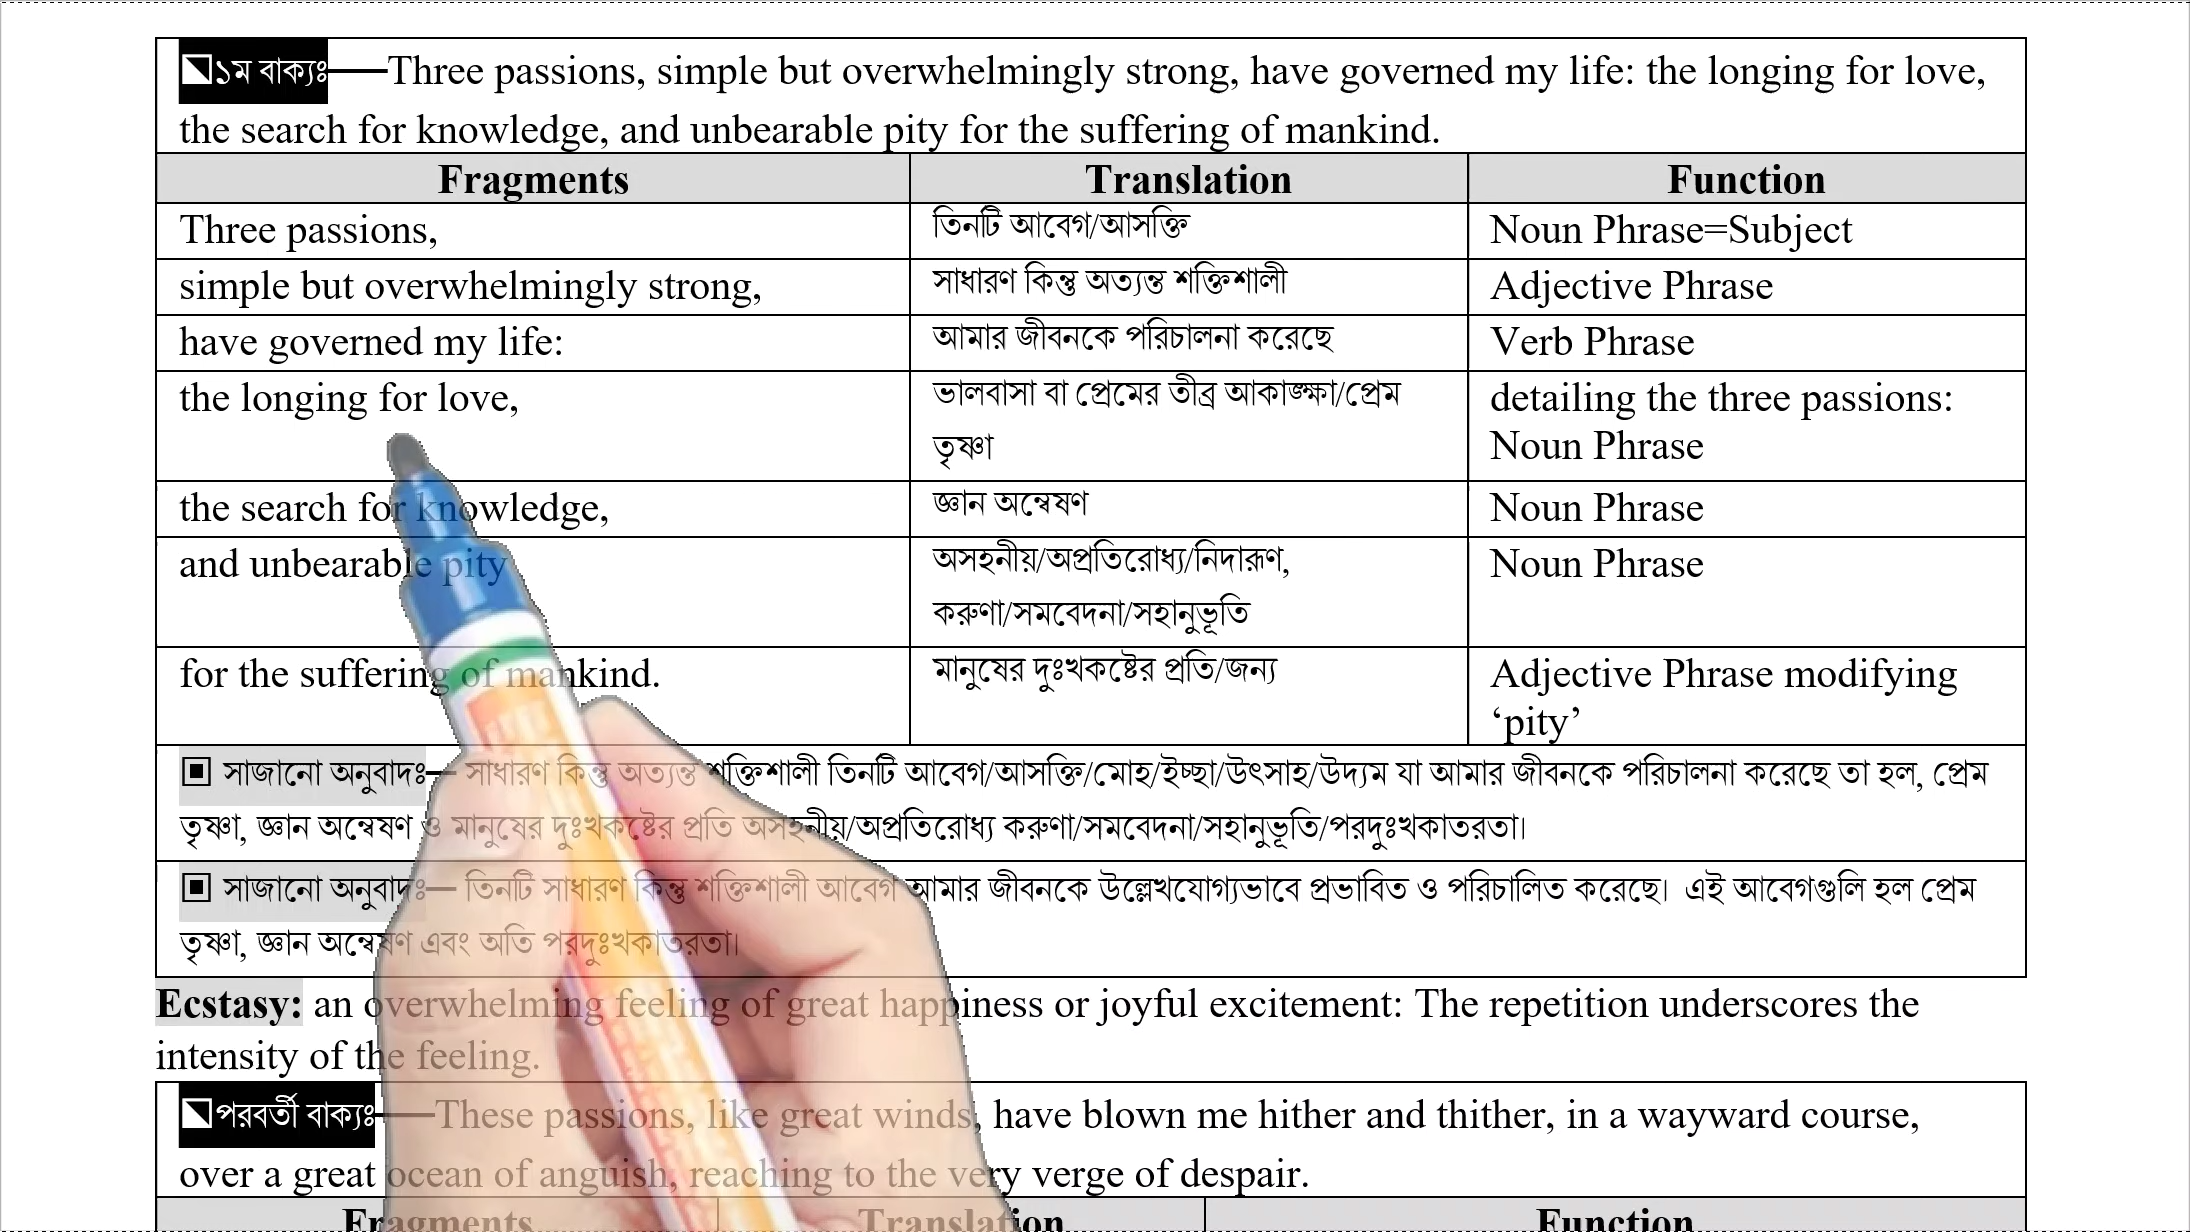 ১ম বাক্যঃ——Three passions, simple but overwhelmingly strong, have governed my life: the longing for love,
the search for knowledge, and unbearable pity for the suffering of mankind.
Fragments Translation Function
Three passions, তিনটি আবেগ/আসক্তি Noun Phrase=Subject
simple but overwhelmingly strong, সাধারণ কিন্তু অত্যন্ত শক্তিশালী Adjective Phrase
have governed my life: আমার জীবনকে পরিচালনা করেছে Verb Phrase
the longing for love, ভালবাসা বা প্রেমের তীব্র আকাঙ্ক্ষা/প্রেম detailing the three passions:
তৃষ্ণা Noun Phrase
the search for knowledge, জ্ঞান অন্বেষণ Noun Phrase
and unbearable pity অসহনীয়/অপ্রতিরোধ্য/নিদারূণ, Noun Phrase
করুণা/সমবেদনা/সহানুভূতি
for the suffering of mankind. মানুষের দুঃখকষ্টের প্রতি/জন্য Adjective Phrase modifying
‘pity’
সাজানো অনুবাদঃ— সাধারণ কিন্তু অত্যন্ত শক্তিশালী তিনটি আবেগ/আসক্তি/মোহ/ইচ্ছা/উৎসাহ/উদ্যম যা আমার জীবনকে পরিচালনা করেছে তা হল, প্রেম
তৃষ্ণা, জ্ঞান অন্বেষণ ও মানুষের দুঃখকষ্টের প্রতি অসহনীয়/অপ্রতিরোধ্য করুণা/সমবেদনা/সহানুভূতি/পরদুঃখকাতরতা।
সাজানো অনুবাদঃ— তিনটি সাধারণ কিন্তু শক্তিশালী আবেগ আমার জীবনকে উল্লেখযোগ্যভাবে প্রভাবিত ও পরিচালিত করেছে। এই আবেগগুলি হল প্রেম
তৃষ্ণা, জ্ঞান অন্বেষণ এবং অতি পরদুঃখকাতরতা।
Ecstasy: an overwhelming feeling of great happiness or joyful excitement: The repetition underscores the
intensity of the feeling.
পরবর্তী বাক্যঃ——These passions, like great winds, have blown me hither and thither, in a wayward course,
over a great ocean of anguish, reaching to the very verge of despair.
Fragments Translation Function